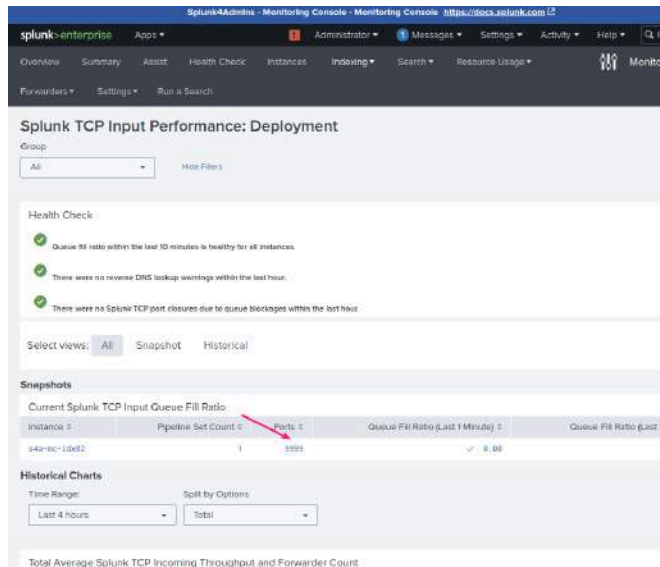 Splunk4Admins - Monitoring Console - Monitoring Console https://docs.splunk.com
splunk>enterprise Apps Administrator 1 Messages Settings Activity Help
Overview Summary Assist Health Check Instances Indexing Search Resource Usage Monito
Forwarders Settings Run a Search
Splunk TCP Input Performance: Deployment
Group
All Hide Filters
Health Check
Queue fill ratio within the last 10 minutes is healthy for all instances.
There were no reverse DNS lookup warnings within the last hour.
There were no Splunk TCP port closures due to queue blockages within the last hour.
Select views: All Snapshot Historical
Snapshots
Current Splunk TCP Input Queue Fill Ratio
Instance Pipeline Set Count Ports Queue Fill Ratio (Last 1 Minute) Queue Fill Ratio (Last
s4a-mc-idx02 1 9999 0.00
Historical Charts
Time Range: Split by Options
Last 4 hours Total
Total Average Splunk TCP Incoming Throughput and Forwarder Count